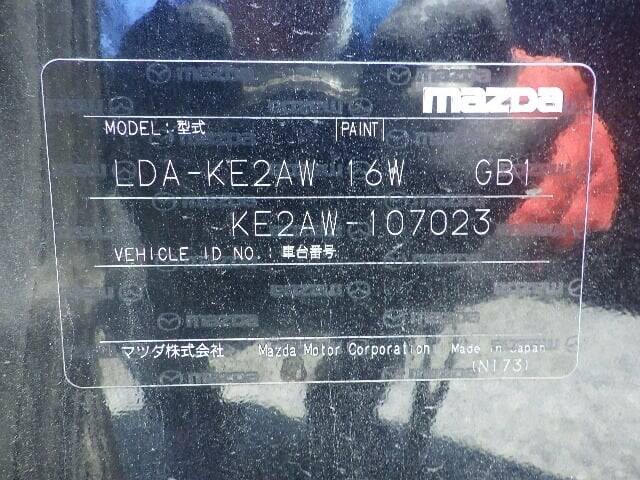 mazda
MODEL:型式 PAINT
LDA-KE2AW 16W GB1
KE2AW-107023
VEHICLE ID NO.:車台番号
マツダ株式会社 Mazda Motor Corporation Made in Japan
(N173)